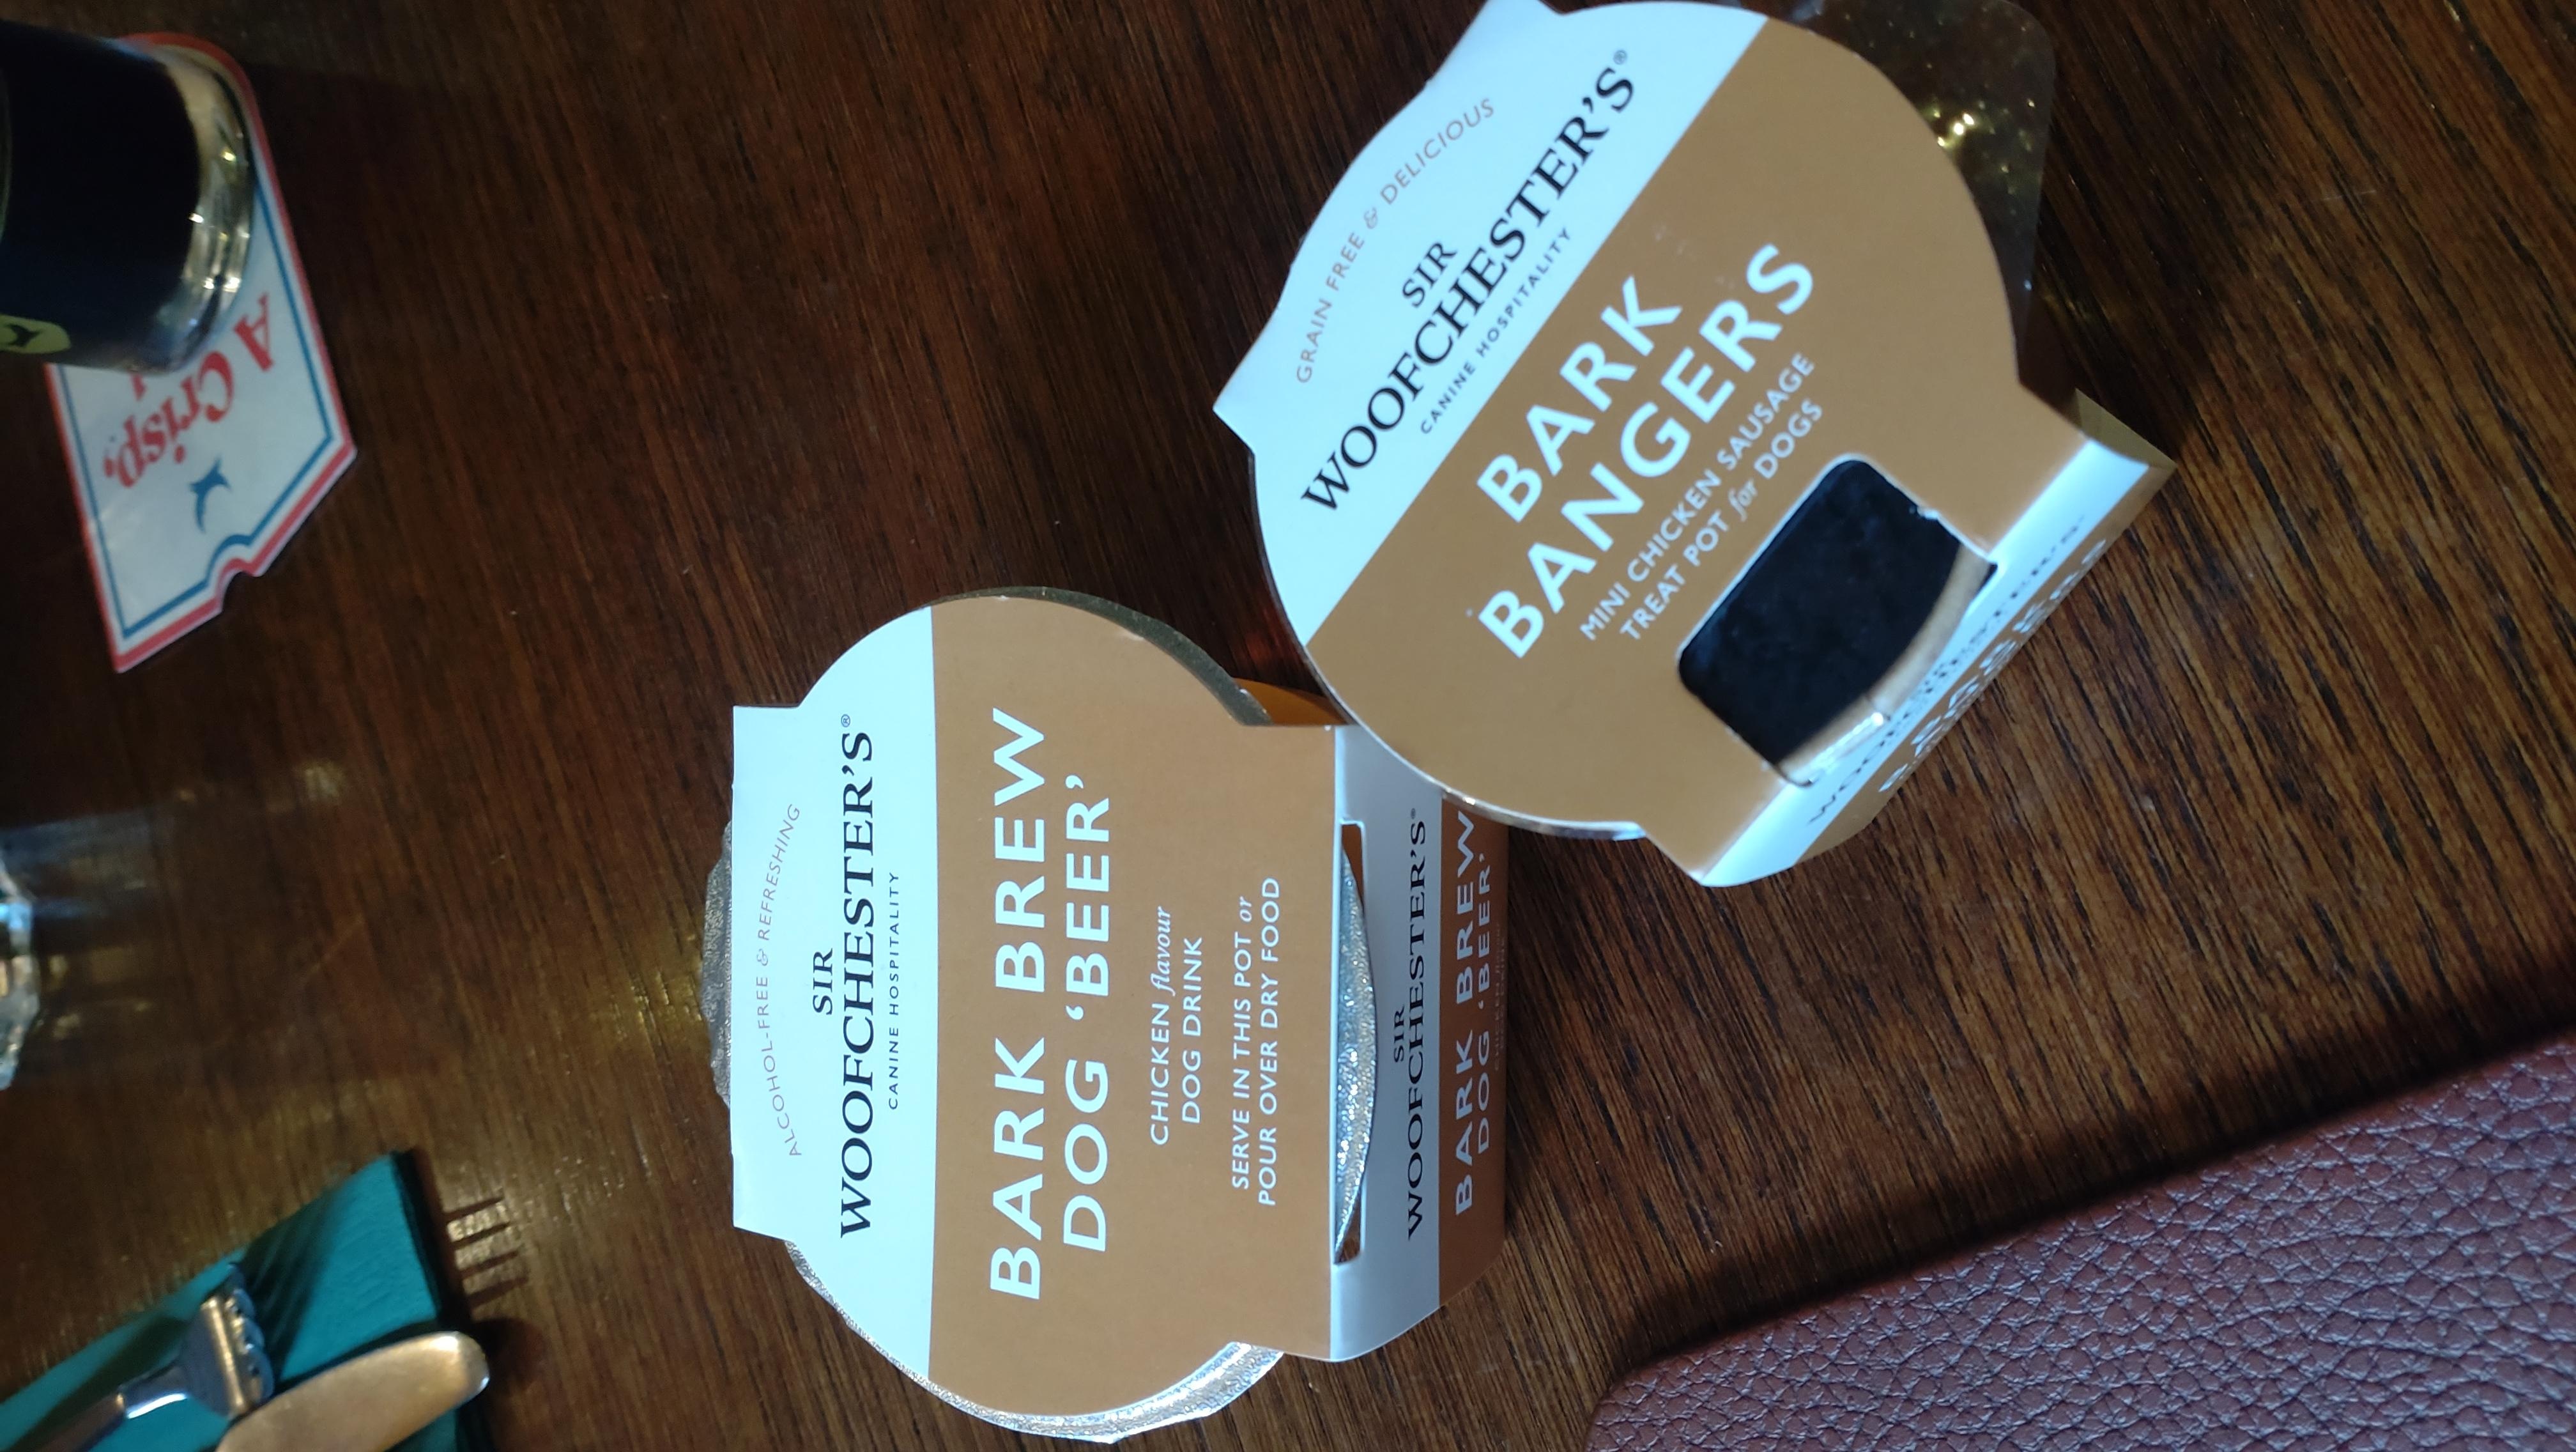 ALCOHOL-FREE & REFRESHING
SIR
WOOFCHESTER'S®
CANINE HOSPITALITY
BARK BREW
DOG ‘BEER’
CHICKEN flavour
DOG DRINK
SERVE IN THIS POT or
POUR OVER DRY FOOD
SIR
WOOFCHESTER'S®
BARK BREW
DOG ‘BEER’
GRAIN FREE & DELICIOUS
SIR
WOOFCHESTER'S®
CANINE HOSPITALITY
BARK
BANGERS
MINI CHICKEN SAUSAGE
TREAT POT for DOGS
WOOFCHESTER'S
A Crisp,